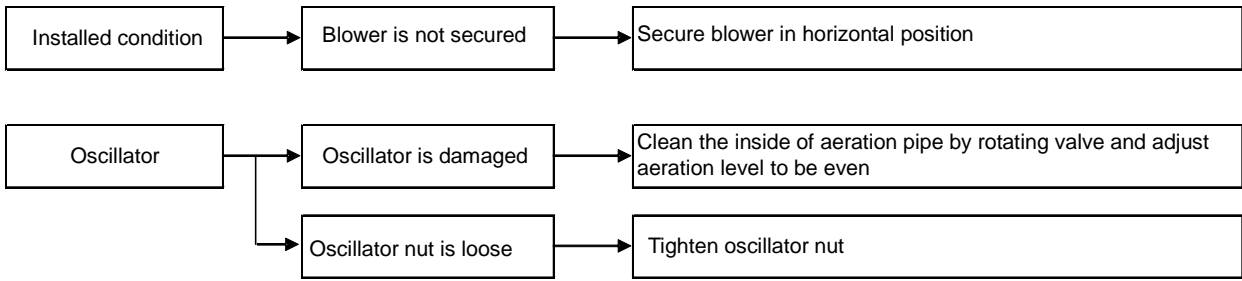 Installed condition
Blower is not secured
Secure blower in horizontal position
Oscillator
Oscillator is damaged
Clean the inside of aeration pipe by rotating valve and adjust
aeration level to be even
Oscillator nut is loose
Tighten oscillator nut